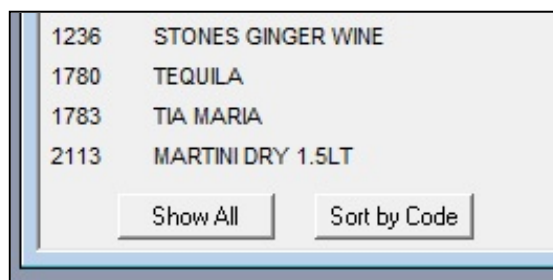 1236 STONES GINGER WINE
1780 TEQUILA
1783 TIA MARIA
2113 MARTINI DRY 1.5LT
Show All Sort by Code